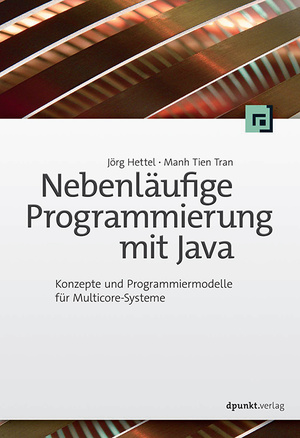 Jörg Hettel · Manh Tien Tran
Nebenläufige
Programmierung
mit Java
Konzepte und Programmiermodelle
für Multicore-Systeme
dpunkt.verlag